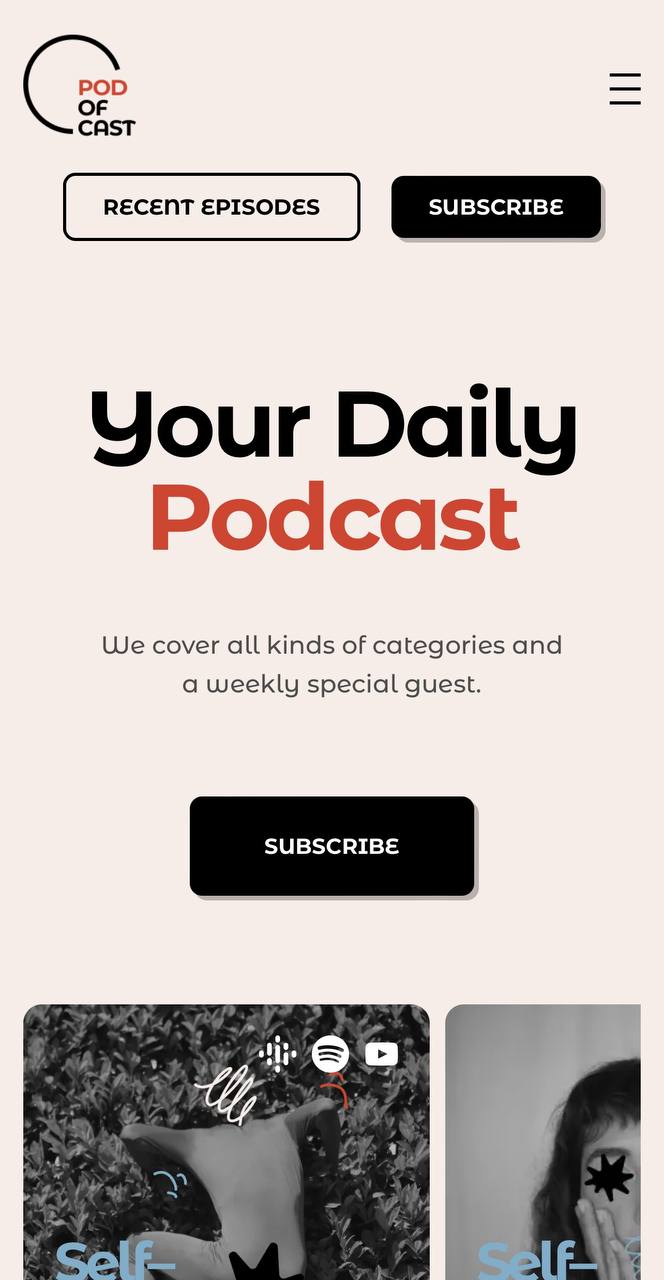 POD
OF
CAST
RECENT EPISODES
SUBSCRIBE
Your Daily
Podcast
We cover all kinds of categories and
a weekly special guest.
SUBSCRIBE
Self-
Self-